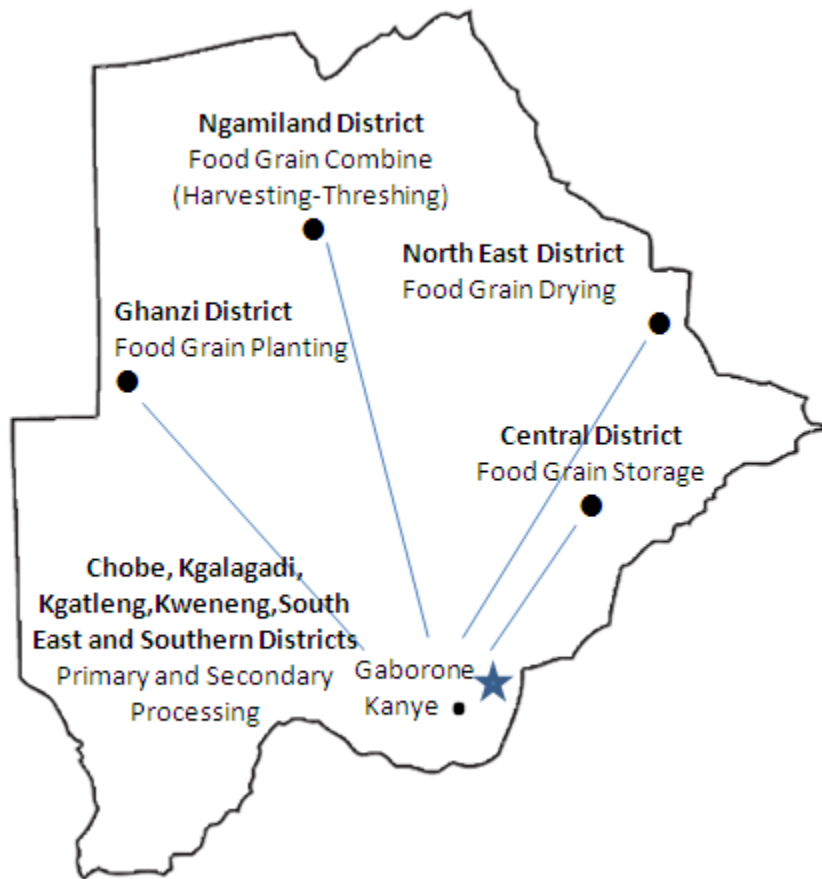 Ngamiland District
Food Grain Combine
(Harvesting-Threshing)
North East District
Food Grain Drying
Ghanzi District
Food Grain Planting
Central District
Food Grain Storage
Chobe, Kgalagadi,
Kgatleng,Kweneng,South
East and Southern Districts
Primary and Secondary
Processing
Gaborone
Kanye